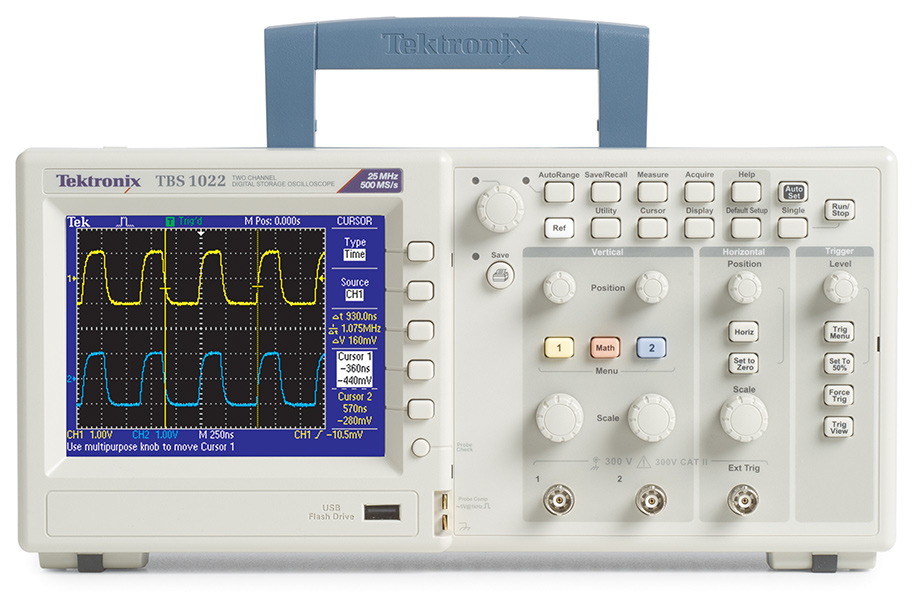 Tektronix
Tektronix TBS 1022 TWO CHANNEL DIGITAL STORAGE OSCILLOSCOPE
25 MHz
500 MS/s
Tek Trig'd M Pos: 0.000s CURSOR
Type
Time
Source
CH1
Δt 930.0ns
1.075MHz
ΔV 160mV
Cursor 1
-360ns
-440mV
Cursor 2
570ns
-280mV
1
2
CH1 1.00V CH2 1.00V M 250ns CH1 -10.5mV
Use multipurpose knob to move Cursor 1
USB
Flash Drive
Probe
Check
Probe Comp
AutoRange Save/Recall Measure Acquire Help
Auto
Set
Run/
Stop
Ref
Utility Cursor Display Default Setup Single
Save
Vertical Horizontal Trigger
Position Position Level
1 Math 2
Menu
Horiz
Set to
Zero
Trig
Menu
Set To
50%
Force
Trig
Trig
View
Scale Scale
300 V 300V CAT II
1 2 Ext Trig